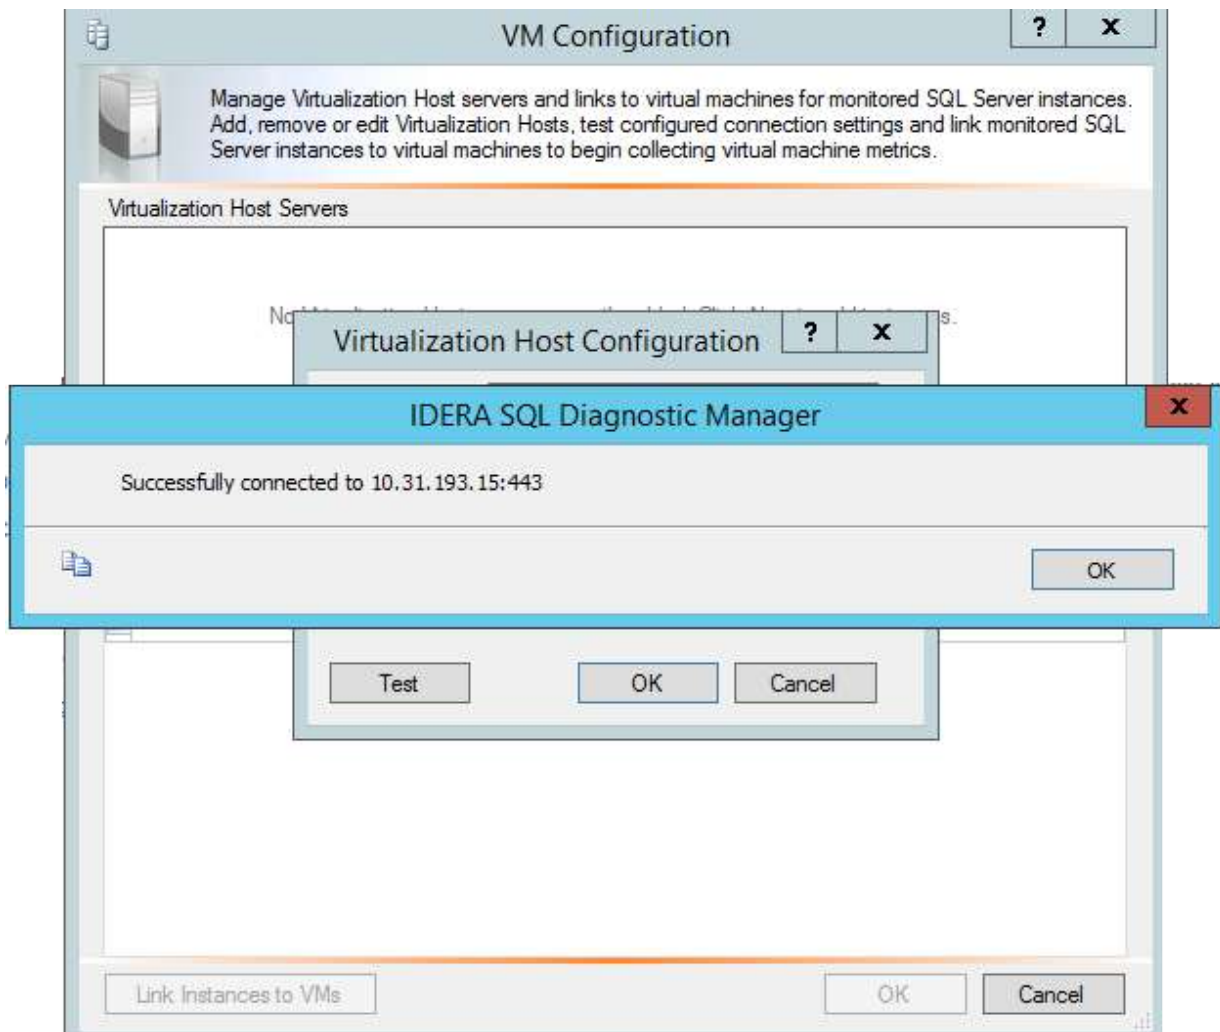 VM Configuration
? x
Manage Virtualization Host servers and links to virtual machines for monitored SQL Server instances.
Add, remove or edit Virtualization Hosts, test configured connection settings and link monitored SQL
Server instances to virtual machines to begin collecting virtual machine metrics.
Virtualization Host Servers
No
s.
Virtualization Host Configuration
? x
IDERA SQL Diagnostic Manager
x
Successfully connected to 10.31.193.15:443
OK
Test
OK
Cancel
Link Instances to VMs
OK
Cancel